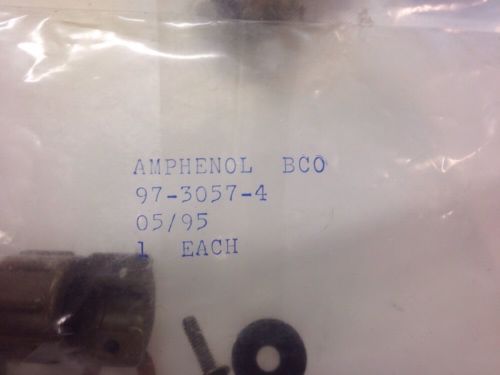 AMPHENOL BCO
97-3057-4
05/95
1 EACH